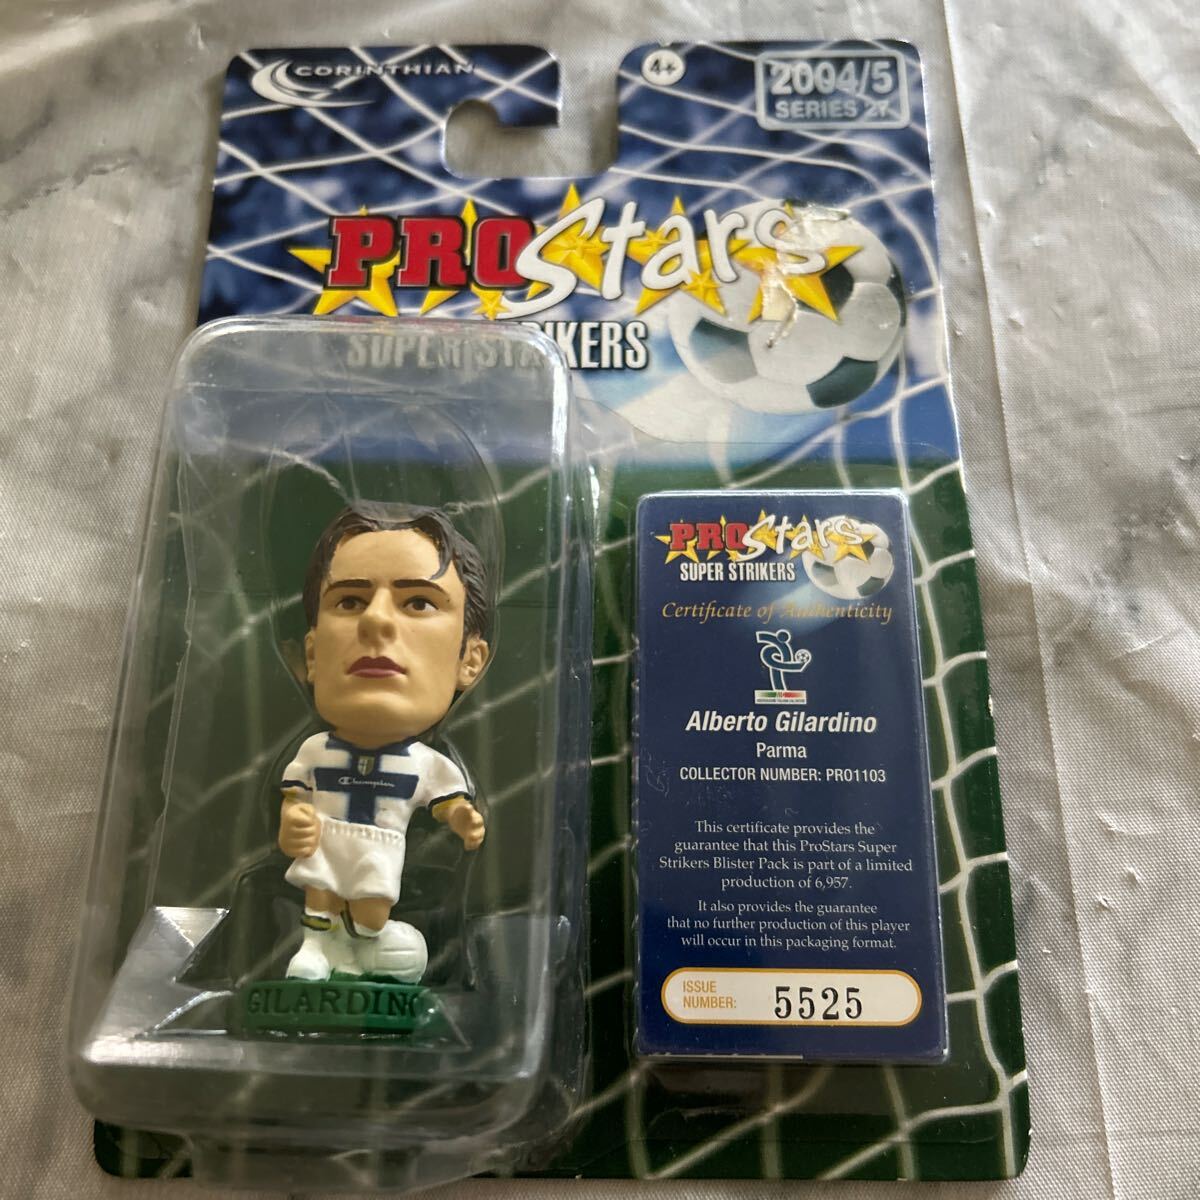 CORINTHIAN
4+
2004/5
SERIES 27
PROStars
SUPER STRIKERS
PROStars
SUPER STRIKERS
Certificate of Authenticity
Alberto Gilardino
Parma
COLLECTOR NUMBER: PRO1103
This certificate provides the
guarantee that this ProStars Super
Strikers Blister Pack is part of a limited
production of 6,957.
It also provides the guarantee
that no further production of this player
will occur in this packaging format.
ISSUE
NUMBER: 5525
Champion
GILARDINO